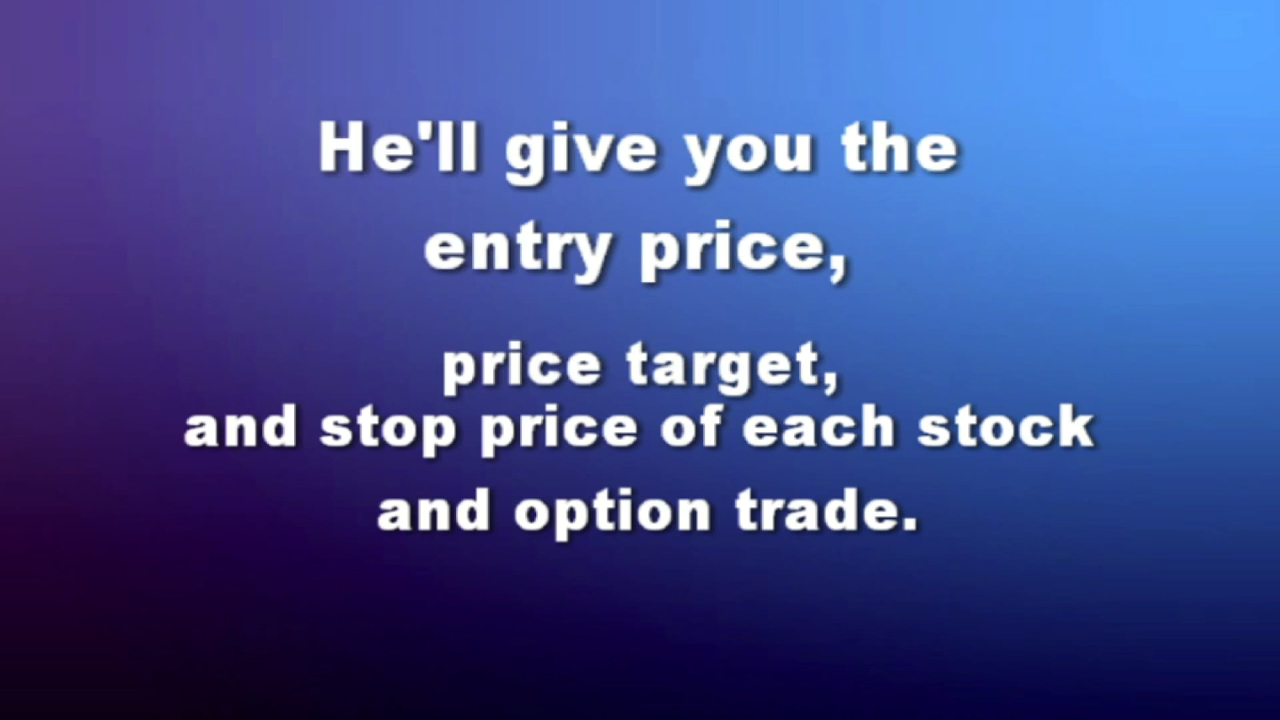 He'll give you the
entry price,
price target,
and stop price of each stock
and option trade.